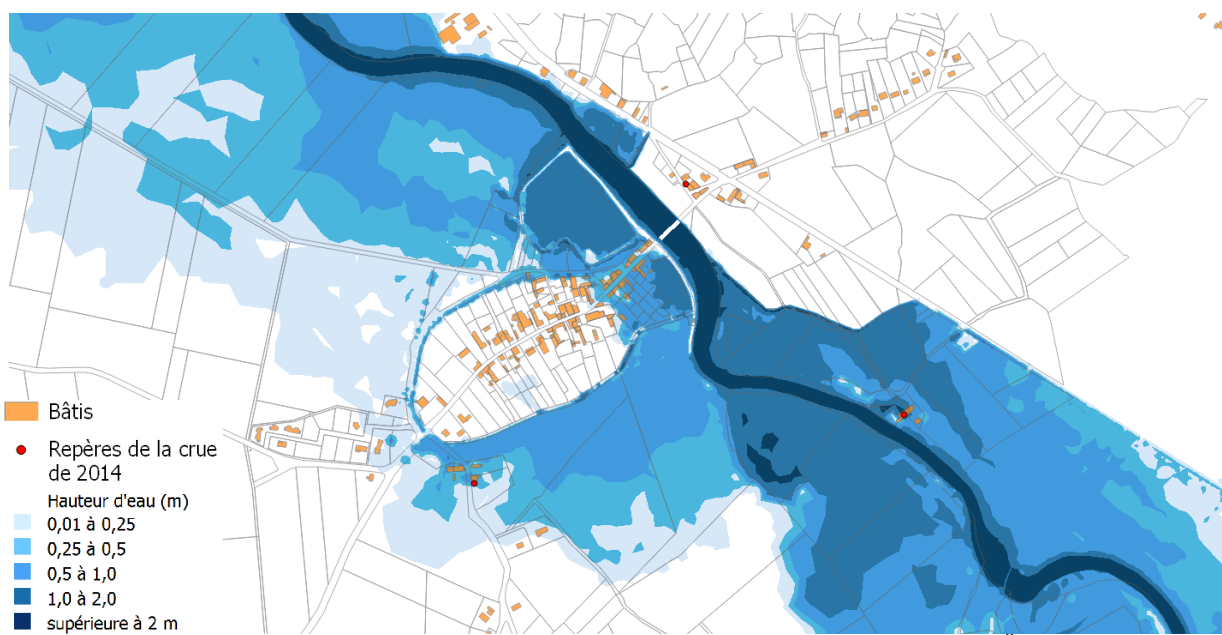 Bâtis
Repères de la crue
de 2014
Hauteur d'eau (m)
0,01 à 0,25
0,25 à 0,5
0,5 à 1,0
1,0 à 2,0
supérieure à 2 m